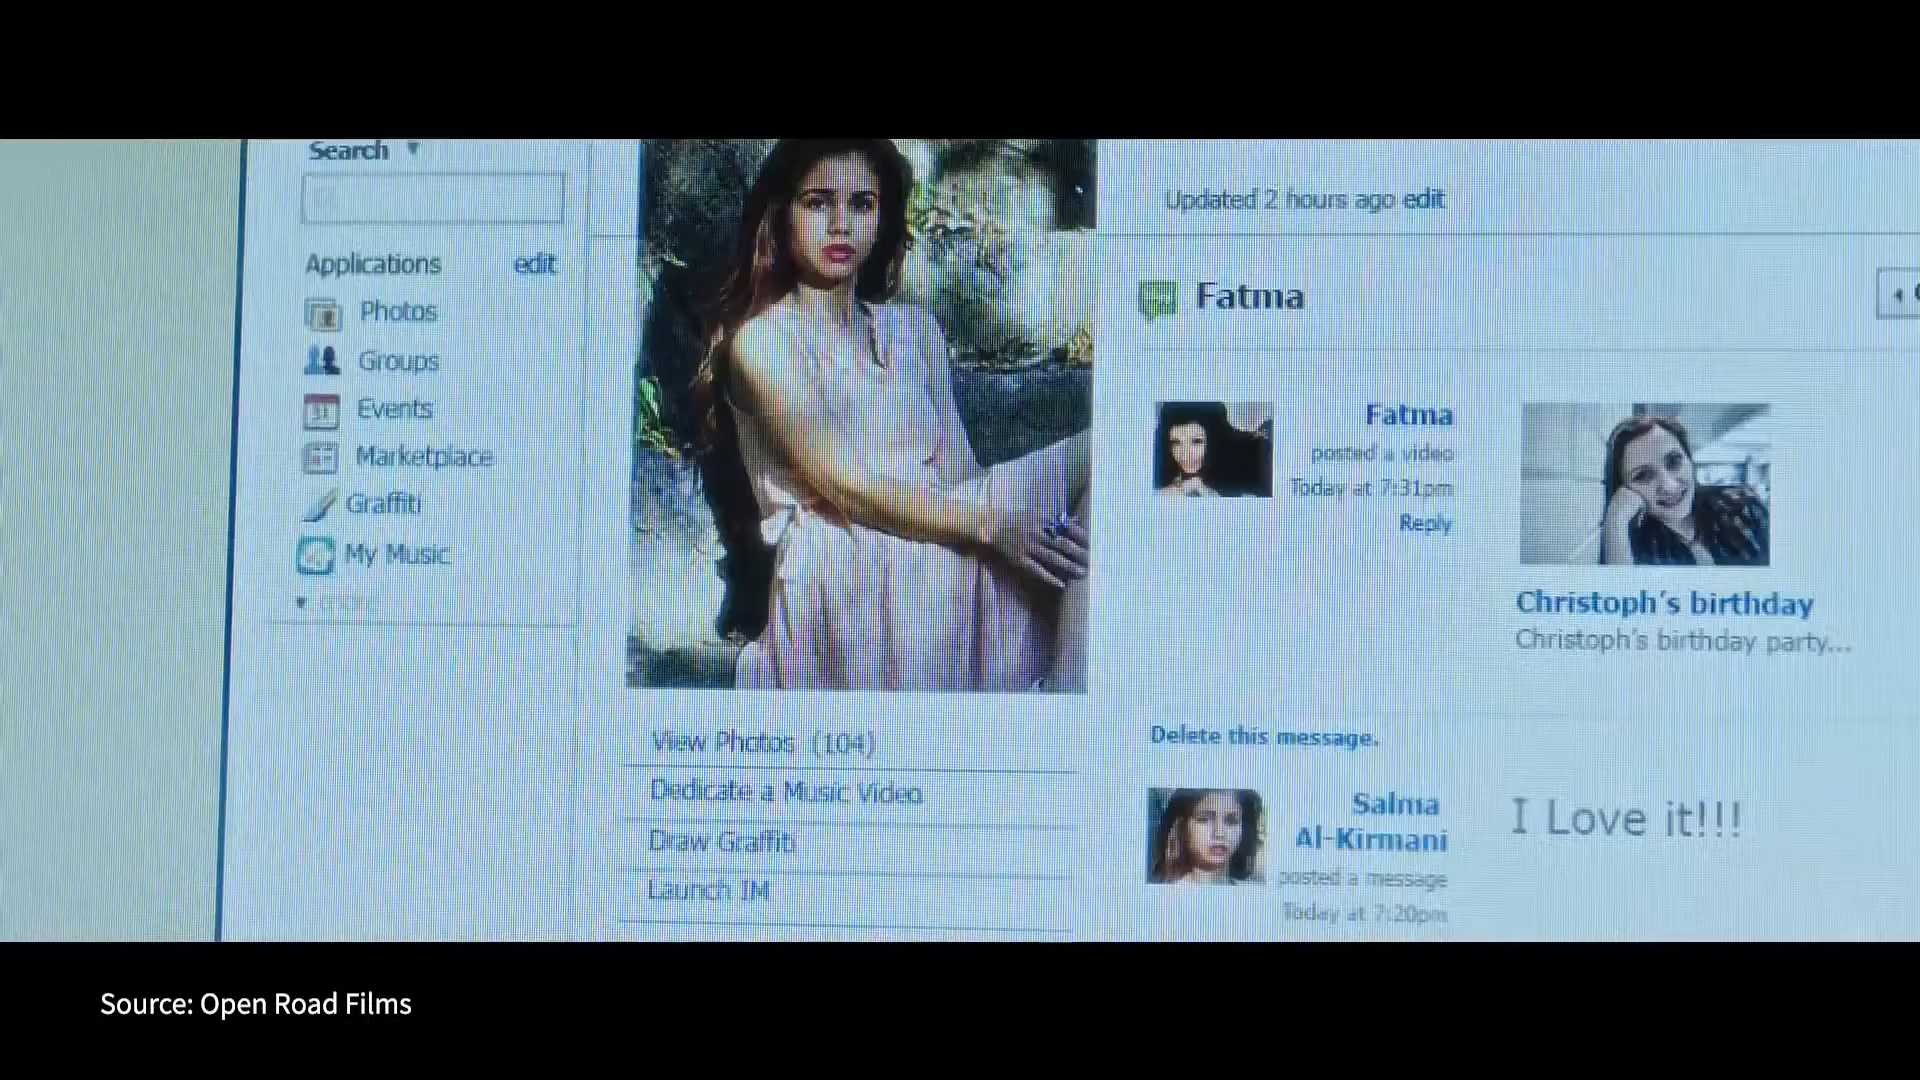 Search
Applications edit
Photos
Groups
Events
Marketplace
Graffiti
My Music
more
View Photos (104)
Dedicate a Music Video
Draw Graffiti
Launch IM
Updated 2 hours ago edit
Fatma
Fatma
posted a video
Today at 7:31pm
Reply
Christoph's birthday
Christoph's birthday party...
Delete this message.
Salma
Al-Kirmani
posted a message
Today at 7:20pm
I Love it!!!
Source: Open Road Films